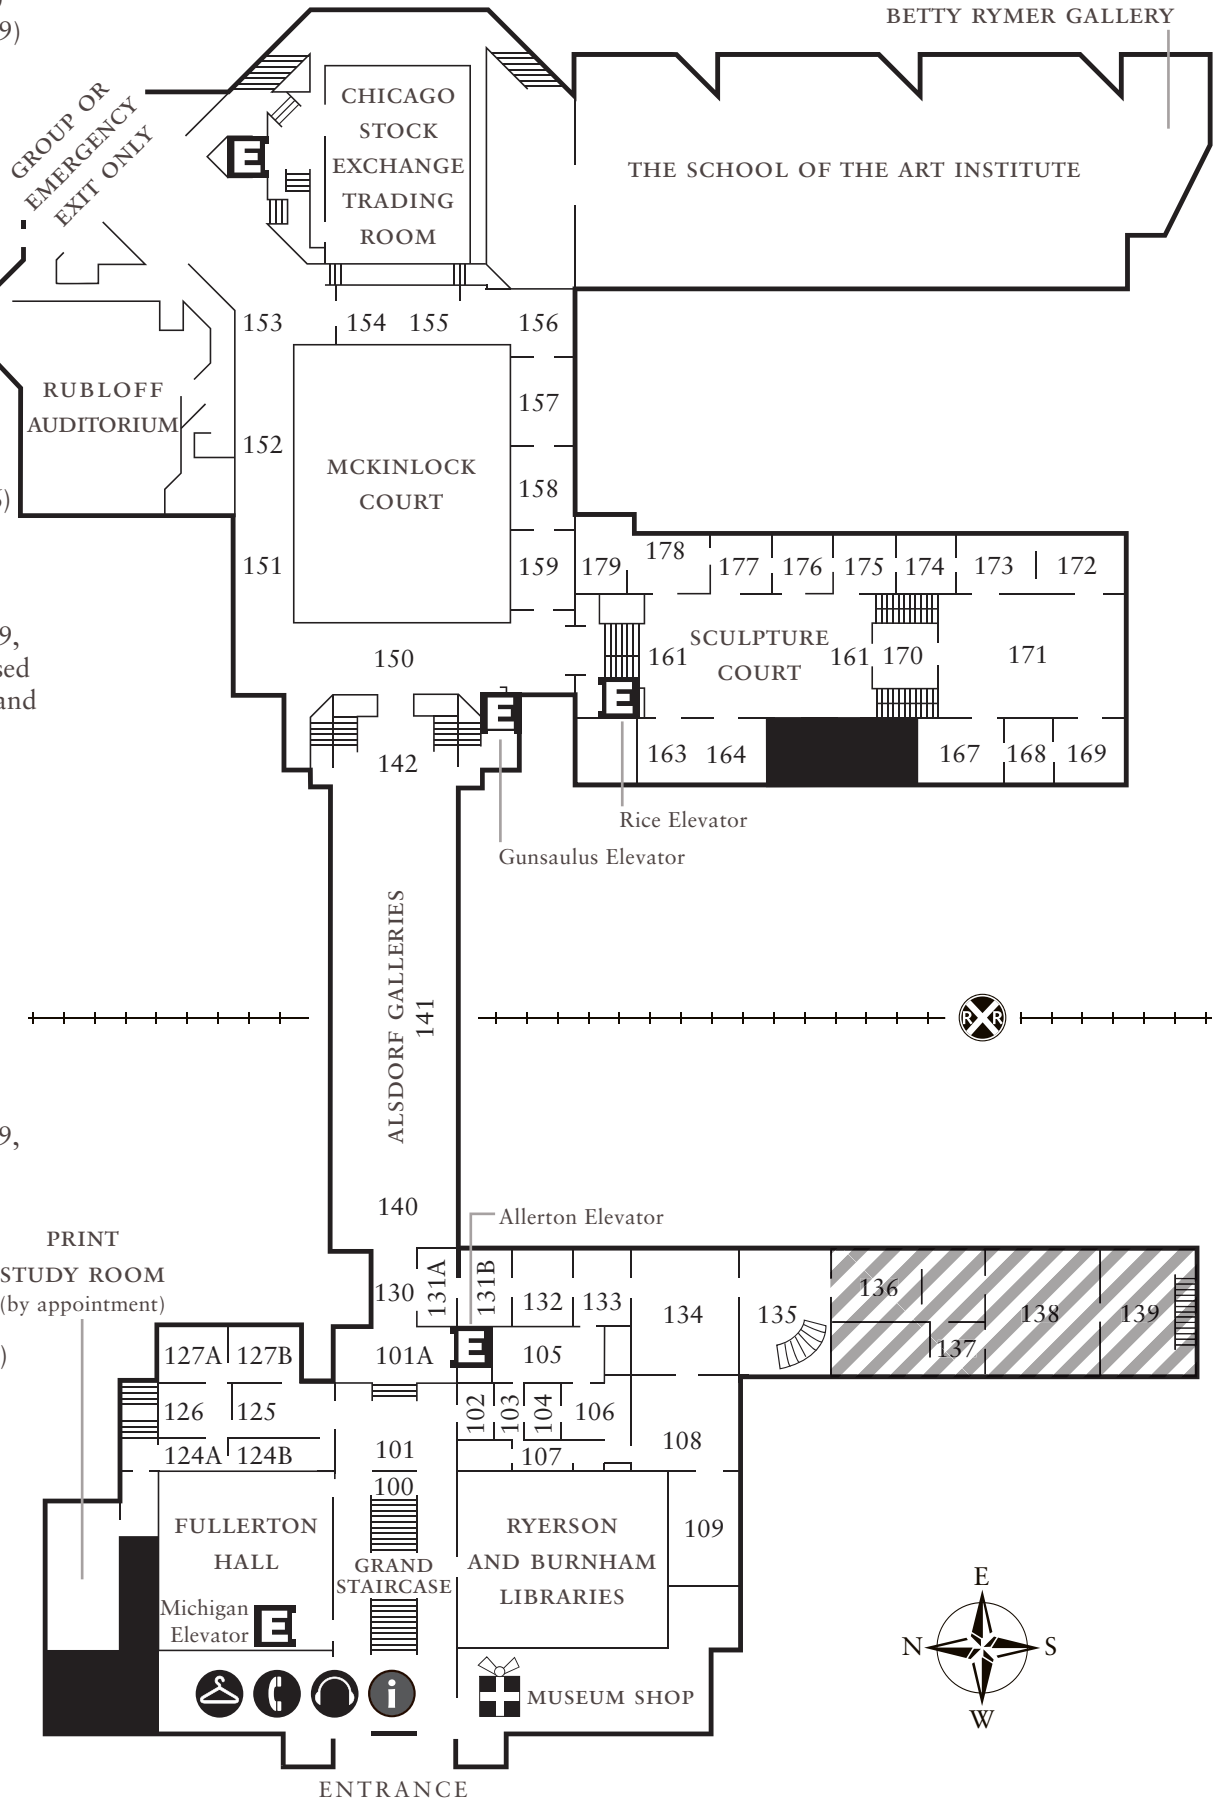 )
9)
BETTY RYMER GALLERY
GROUP OR
EMERGENCY
EXIT ONLY
E
CHICAGO
STOCK
EXCHANGE
TRADING
ROOM
THE SCHOOL OF THE ART INSTITUTE
153
154
155
156
RUBLOFF
AUDITORIUM
157
152
MCKINLOCK
COURT
158
)
151
159
179
178
177
176
175
174
173
172
9,
sed
and
150
161
SCULPTURE
COURT
161
170
171
E
E
142
163
164
167
168
169
Rice Elevator
Gunsaulus Elevator
ALSDORF GALLERIES
141
R R
9,
140
Allerton Elevator
PRINT
STUDY ROOM
(by appointment)
130
131A
131B
132
133
134
135
136
137
138
139
)
127A
127B
101A
E
105
126
125
102
103
104
106
124A
124B
101
107
108
100
FULLERTON
HALL
GRAND
STAIRCASE
RYERSON
AND BURNHAM
LIBRARIES
109
Michigan
Elevator
E
i
MUSEUM SHOP
E
N
S
W
ENTRANCE